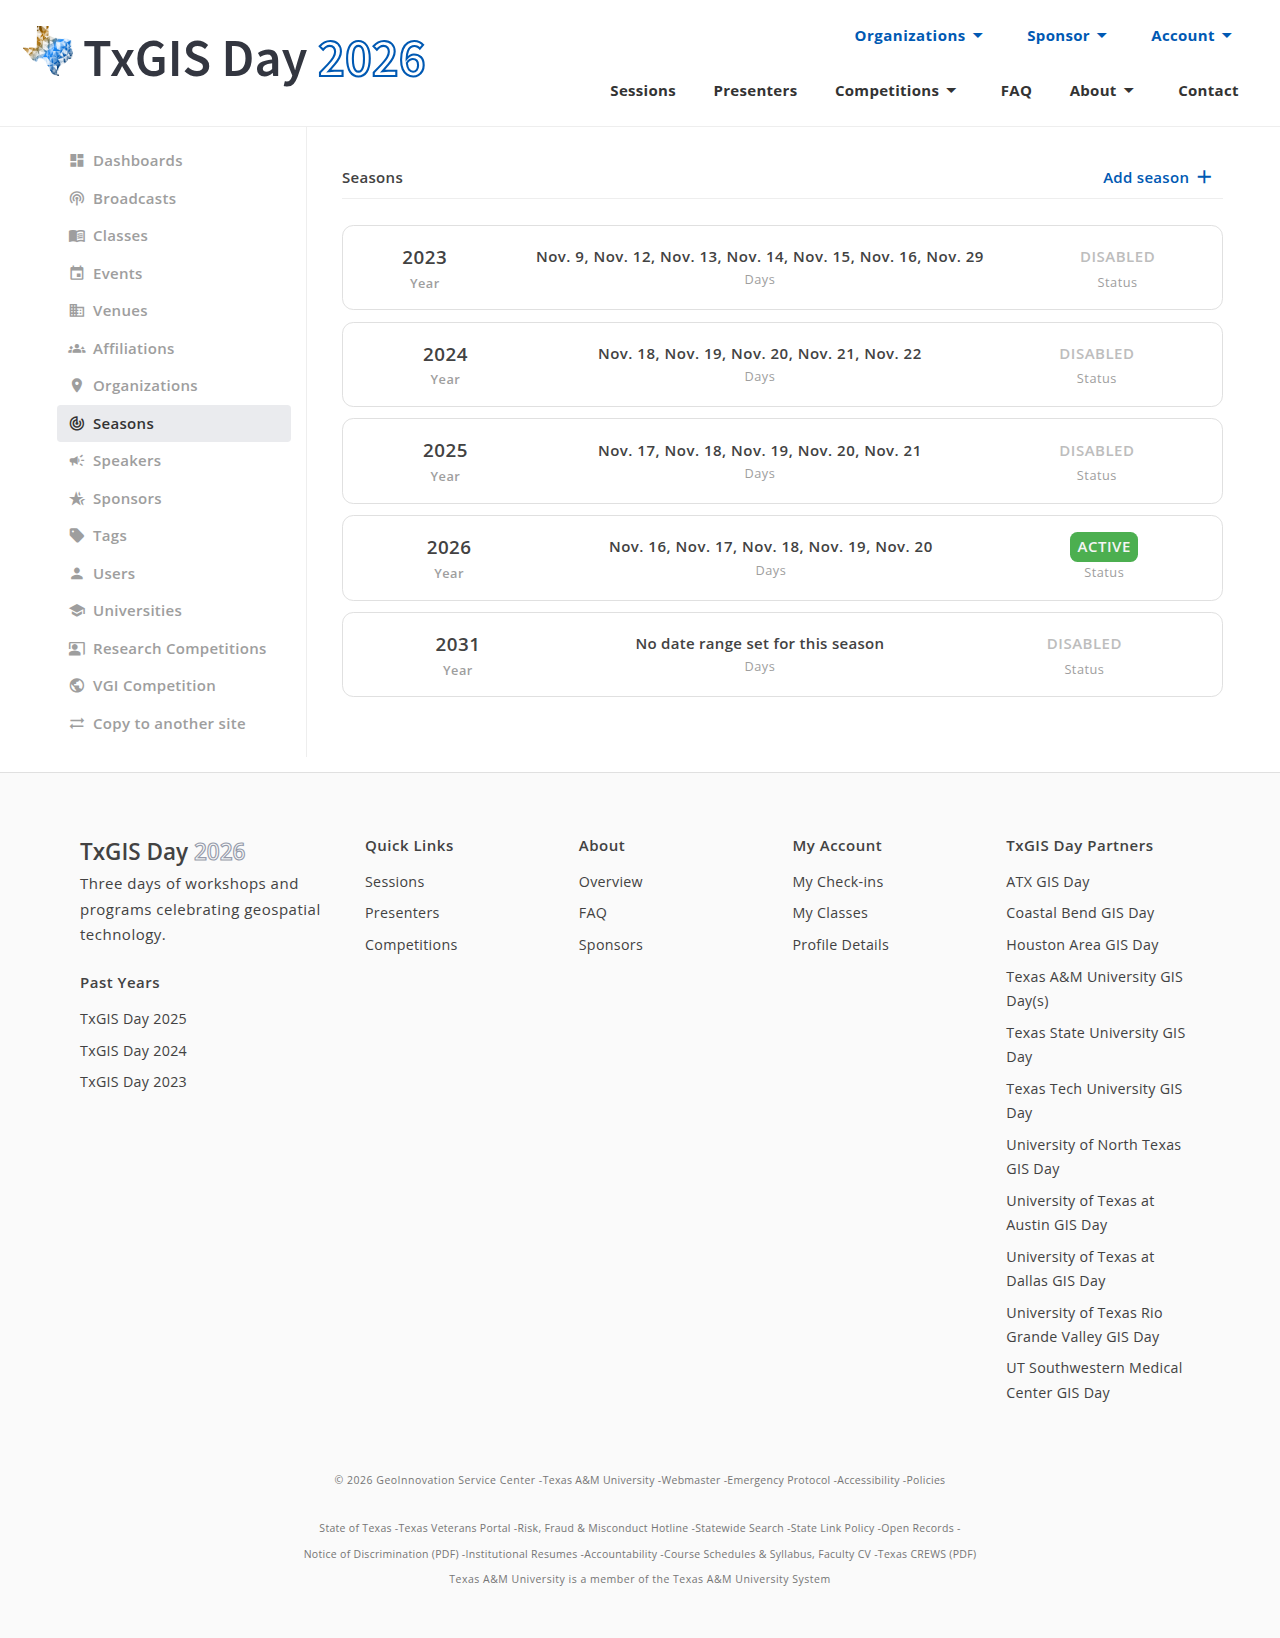 TxGIS Day 2026
Organizations
Sponsor
Account
Sessions
Presenters
Competitions
FAQ
About
Contact
Dashboards
Broadcasts
Classes
Events
Venues
Affiliations
Organizations
Seasons
Speakers
Sponsors
Tags
Users
Universities
Research Competitions
VGI Competition
Copy to another site
Seasons
Add season
2023
Year
Nov. 9, Nov. 12, Nov. 13, Nov. 14, Nov. 15, Nov. 16, Nov. 29
Days
DISABLED
Status
2024
Year
Nov. 18, Nov. 19, Nov. 20, Nov. 21, Nov. 22
Days
DISABLED
Status
2025
Year
Nov. 17, Nov. 18, Nov. 19, Nov. 20, Nov. 21
Days
DISABLED
Status
2026
Year
Nov. 16, Nov. 17, Nov. 18, Nov. 19, Nov. 20
Days
ACTIVE
Status
2031
Year
No date range set for this season
Days
DISABLED
Status
TxGIS Day 2026
Three days of workshops and
programs celebrating geospatial
technology.
Past Years
TxGIS Day 2025
TxGIS Day 2024
TxGIS Day 2023
Quick Links
Sessions
Presenters
Competitions
About
Overview
FAQ
Sponsors
My Account
My Check-ins
My Classes
Profile Details
TxGIS Day Partners
ATX GIS Day
Coastal Bend GIS Day
Houston Area GIS Day
Texas A&M University GIS
Day(s)
Texas State University GIS
Day
Texas Tech University GIS
Day
University of North Texas
GIS Day
University of Texas at
Austin GIS Day
University of Texas at
Dallas GIS Day
University of Texas Rio
Grande Valley GIS Day
UT Southwestern Medical
Center GIS Day
© 2026 GeoInnovation Service Center -Texas A&M University -Webmaster -Emergency Protocol -Accessibility -Policies
State of Texas -Texas Veterans Portal -Risk, Fraud & Misconduct Hotline -Statewide Search -State Link Policy -Open Records -
Notice of Discrimination (PDF) -Institutional Resumes -Accountability -Course Schedules & Syllabus, Faculty CV -Texas CREWS (PDF)
Texas A&M University is a member of the Texas A&M University System